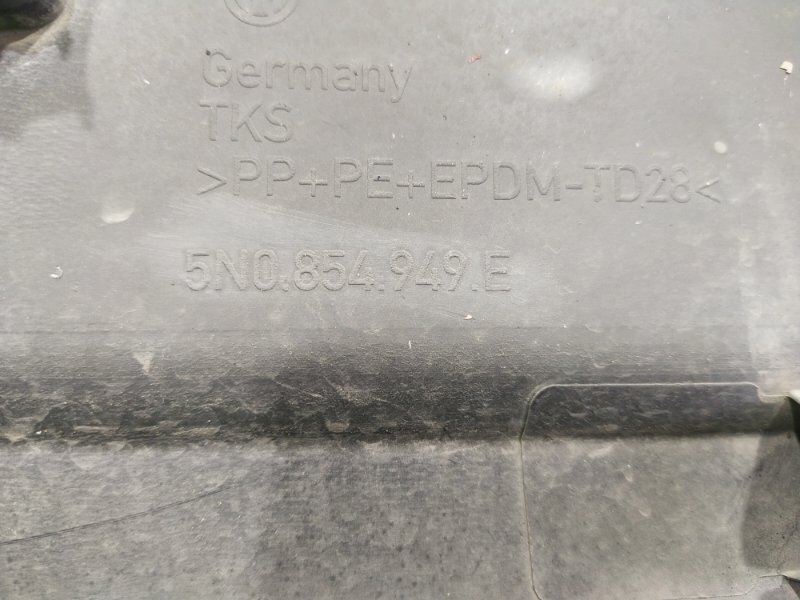 Germany
TKS
>PP+PE+EPDM-TD28<
5N0.854.949.E